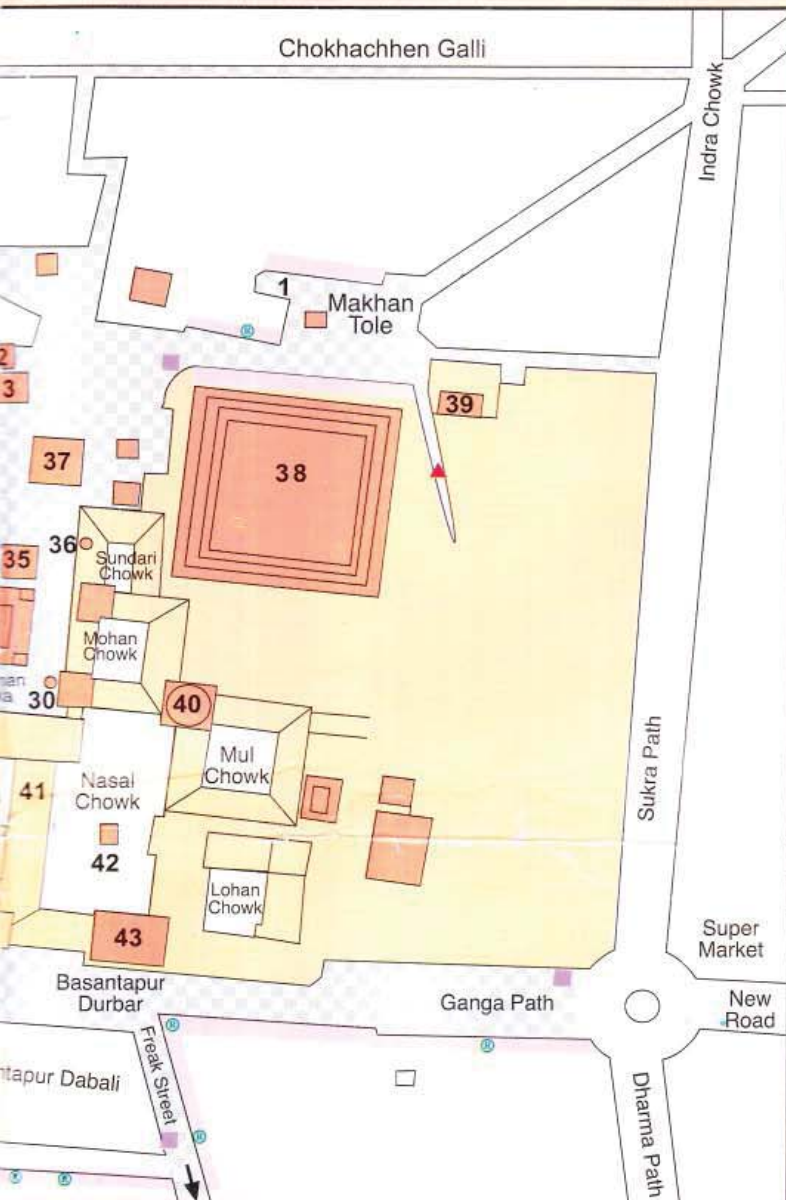 Chokhachhen Galli
Indra Chowk
1
Makhan
Tole
2
3
39
37
38
36
35
Sundari
Chowk
Mohan
Chowk
30
40
Mul
Chowk
Nasal
Chowk
41
42
Sukra Path
Lohan
Chowk
43
Super
Market
Basantapur
Durbar
Ganga Path
New
Road
Freak Street
ntapur Dabali
Dharma Path
®
®
®
®
®
®